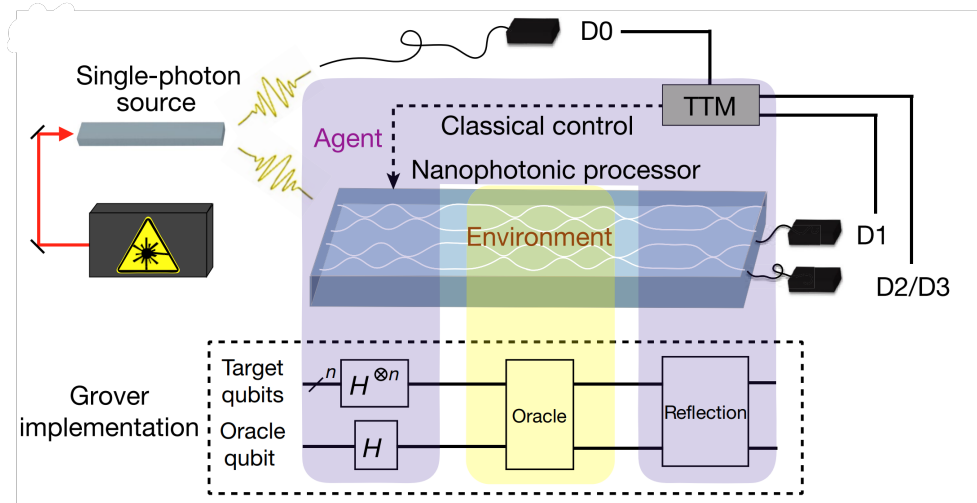 Single-photon
source
D0
TTM
Agent
Classical control
Nanophotonic processor
Environment
D1
D2/D3
Grover
implementation
Target
qubits
n
H⊗n
Oracle
Reflection
Oracle
qubit
H